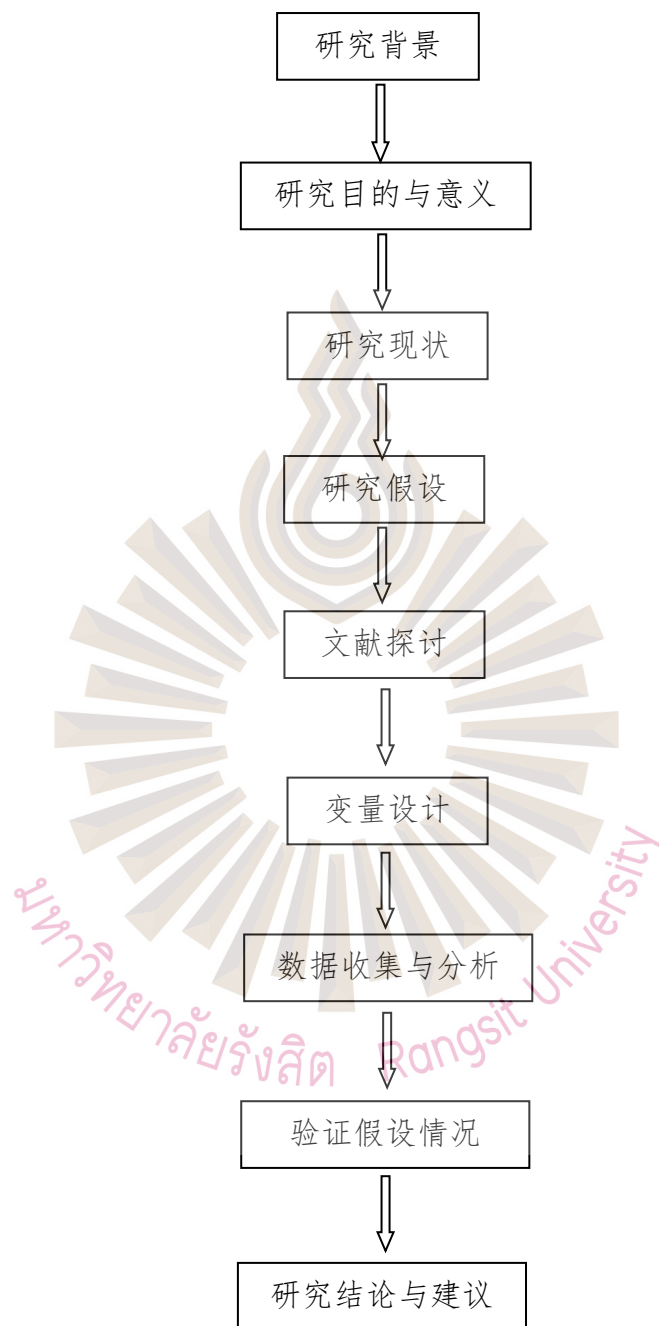 研究背景
研究目的与意义
研究现状
研究假设
文献探讨
变量设计
数据收集与分析
验证假设情况
研究结论与建议
มหาวิทยาลัยรังสิต Rangsit University